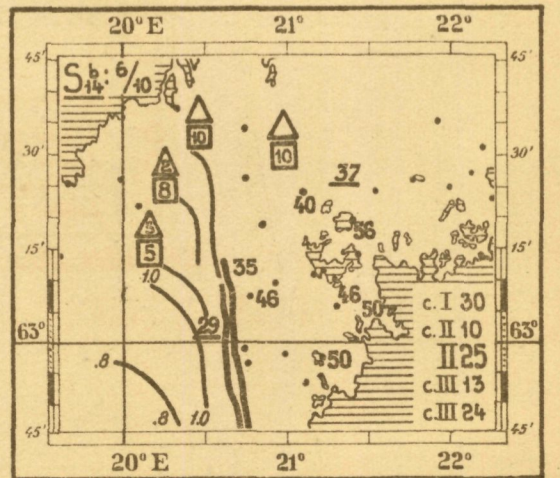 20° E 21° 22°
45' 45'
S b 14 : 6/10
10
10
30' 30'
2
8
37
40
56
15' 15'
5
35
1.0
46
46
50
29
c. I 30
c. II 10
63° 63°
II 25
50
.8
c. III 13
c. III 24
.8 1.0
45' 45'
20° E 21° 22°